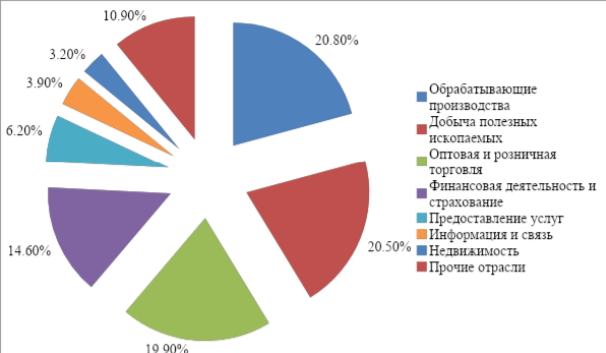 10.90%
20.80%
3.20%
3.90%
6.20%
14.60%
20.50%
19.90%
Обрабатывающие
производства
Добыча полезных
ископаемых
Оптовая и розничная
торговля
Финансовая деятельность и
страхование
Предоставление услуг
Информация и связь
Недвижимость
Прочие отрасли